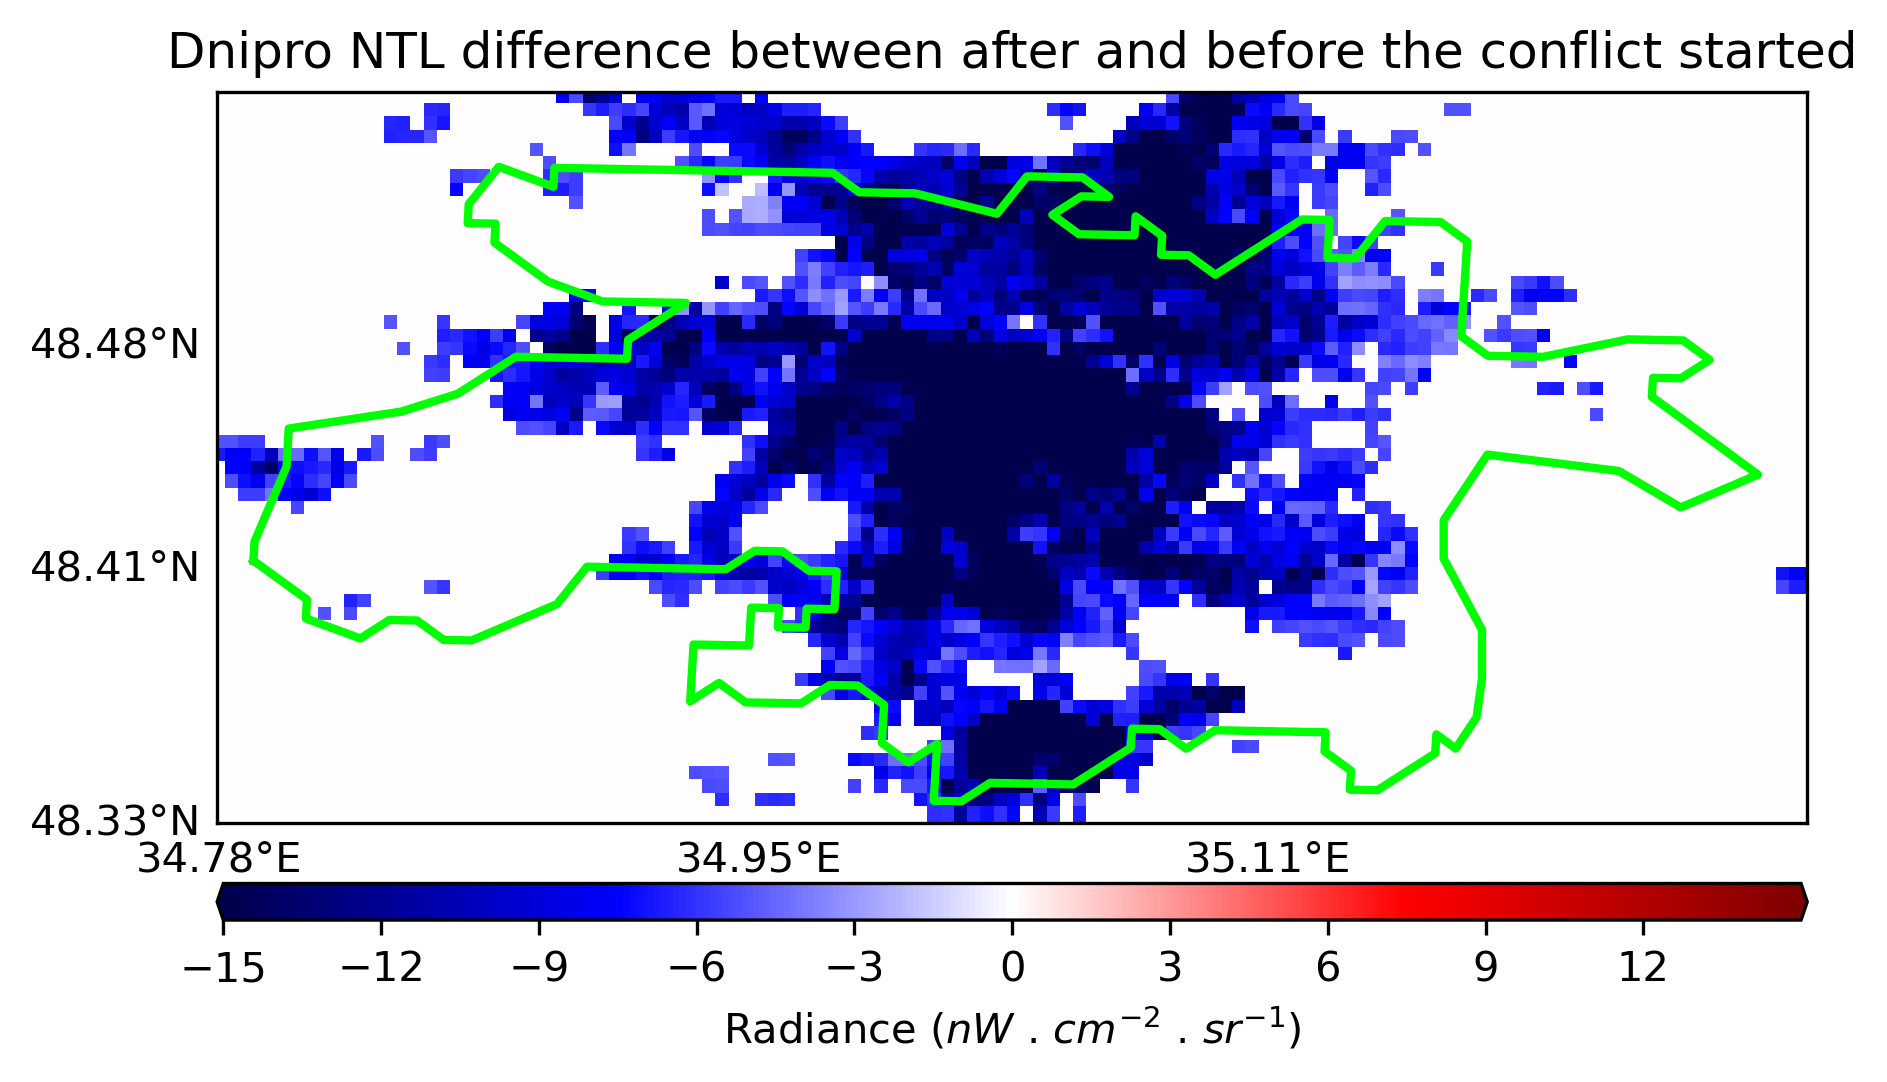 Dnipro NTL difference between after and before the conflict started
48.48°N
48.41°N
48.33°N
34.78°E 34.95°E 35.11°E
−15 −12 −9 −6 −3 0 3 6 9 12
Radiance (nW . cm⁻² . sr⁻¹)